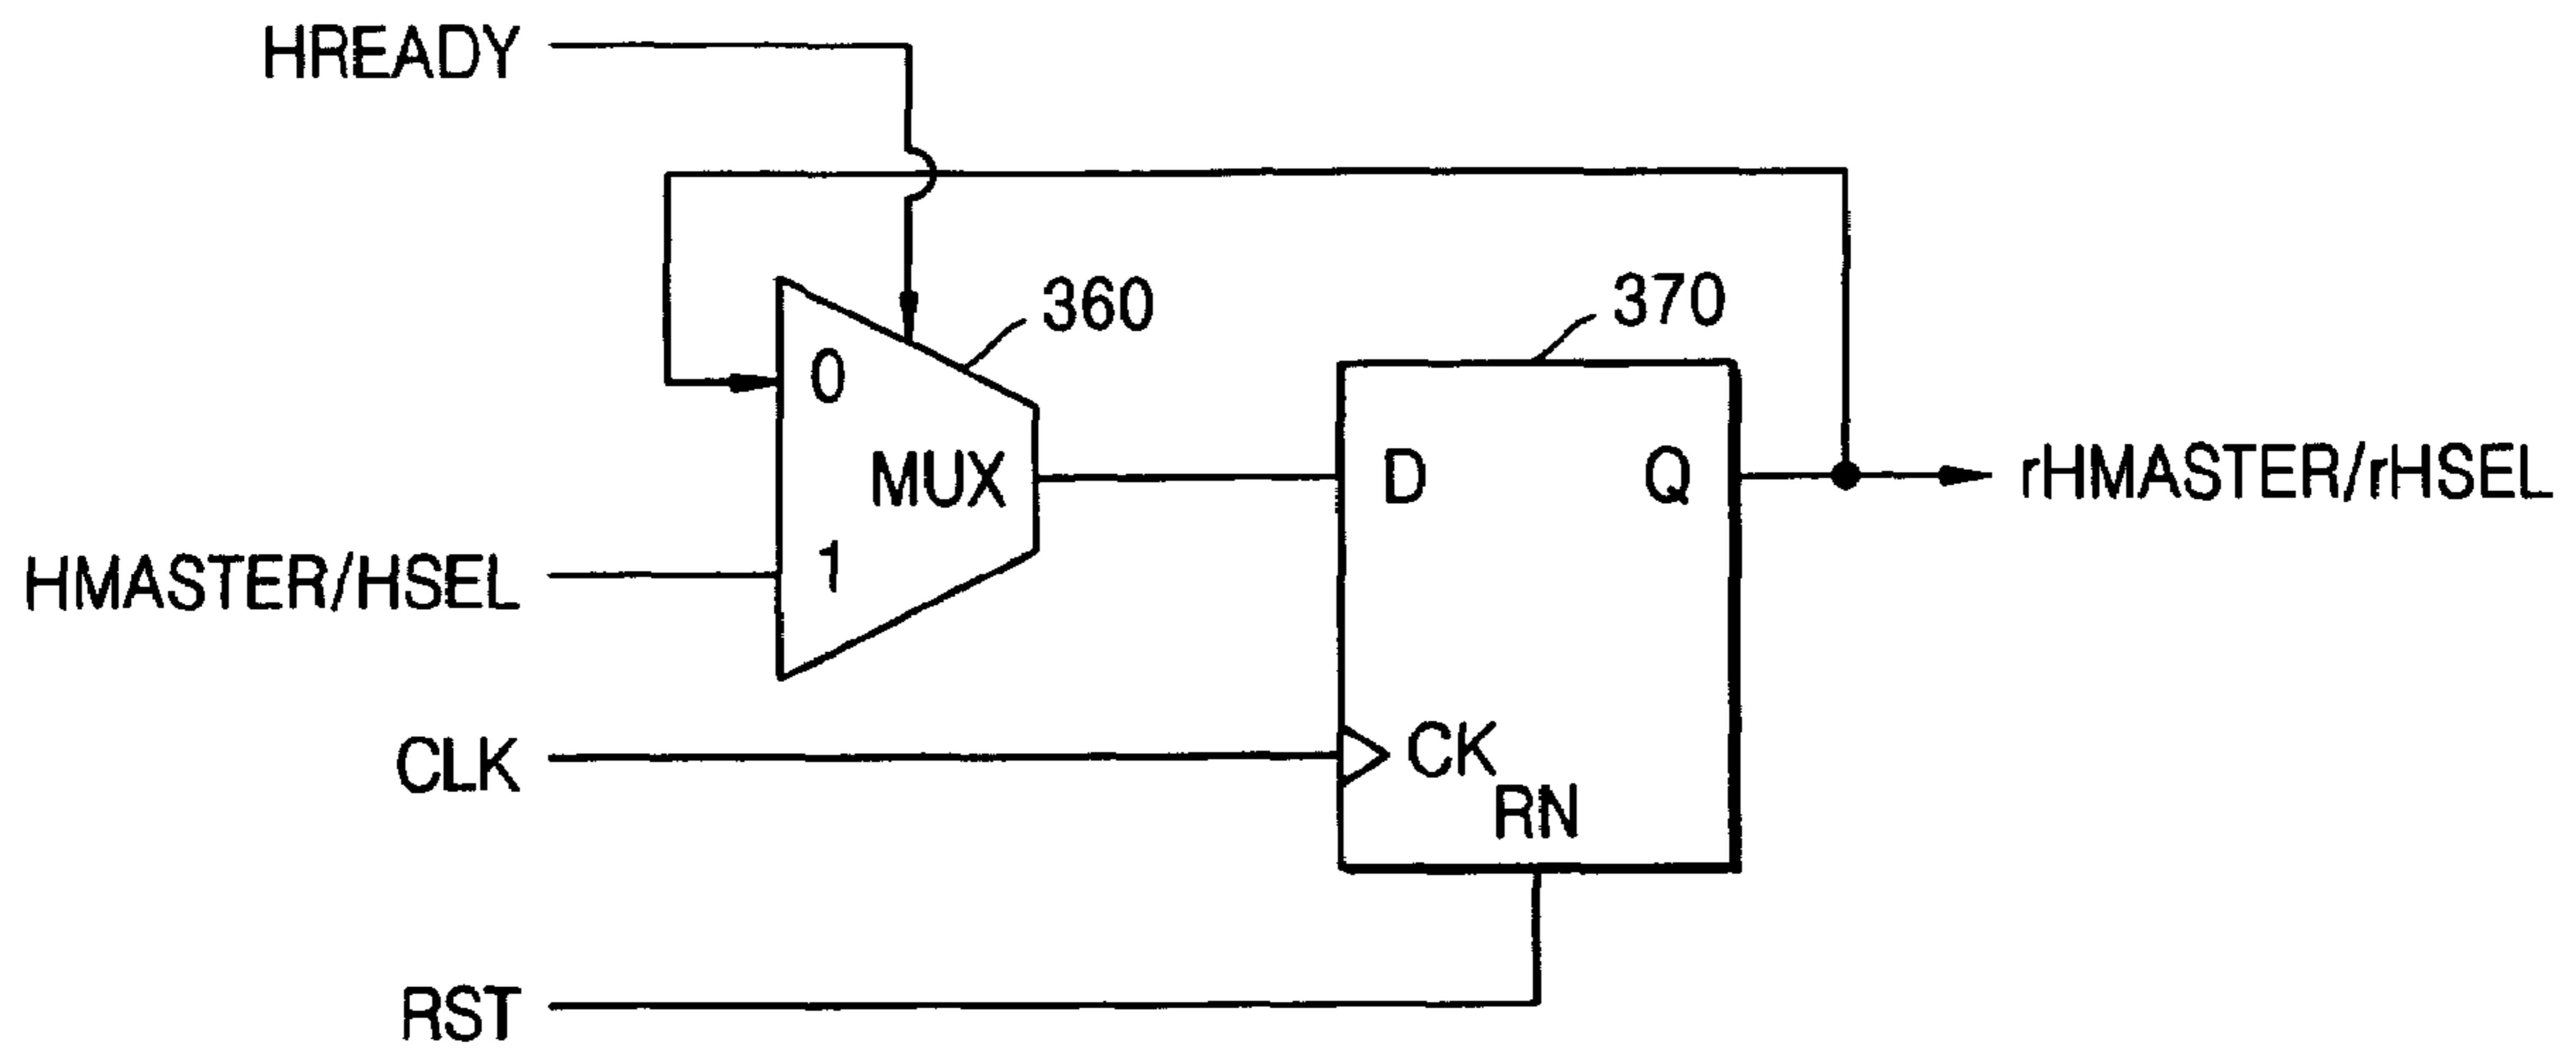 HREADY
360
370
0
MUX
D
Q
rHMASTER/rHSEL
HMASTER/HSEL
1
CLK
CK
RN
RST